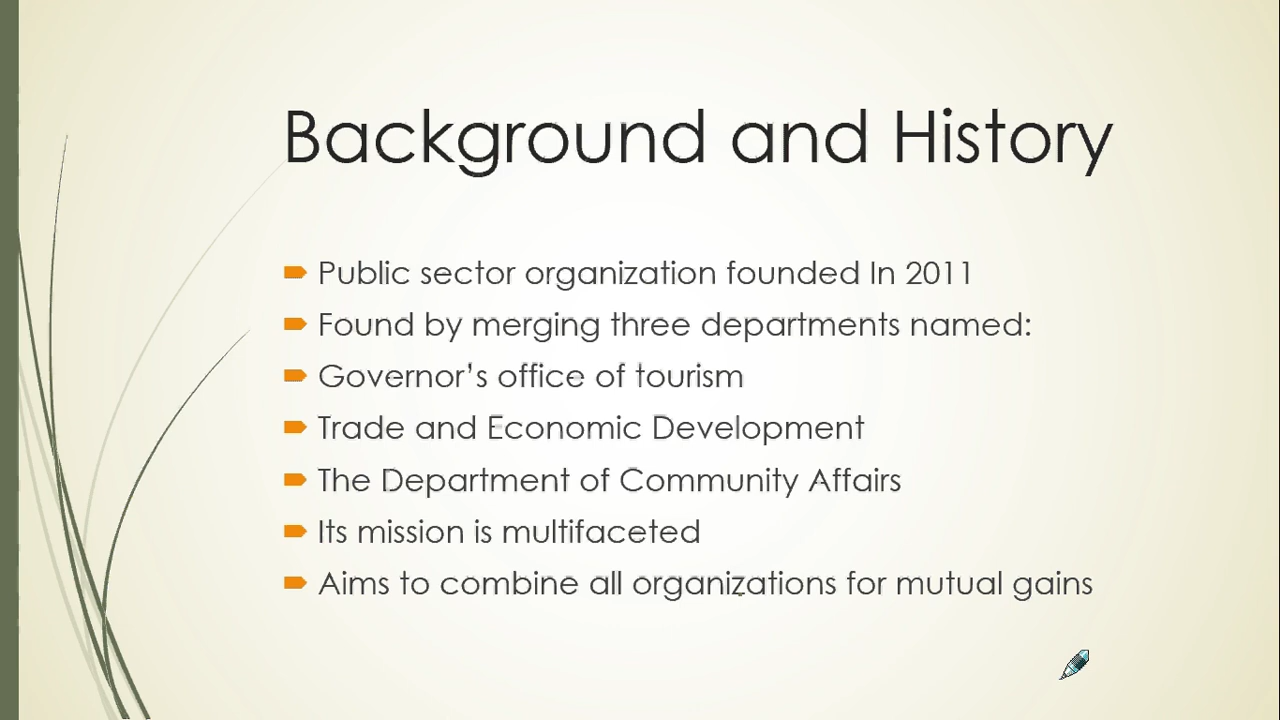 Background and History
Public sector organization founded In 2011
Found by merging three departments named:
Governor’s office of tourism
Trade and Economic Development
The Department of Community Affairs
Its mission is multifaceted
Aims to combine all organizations for mutual gains